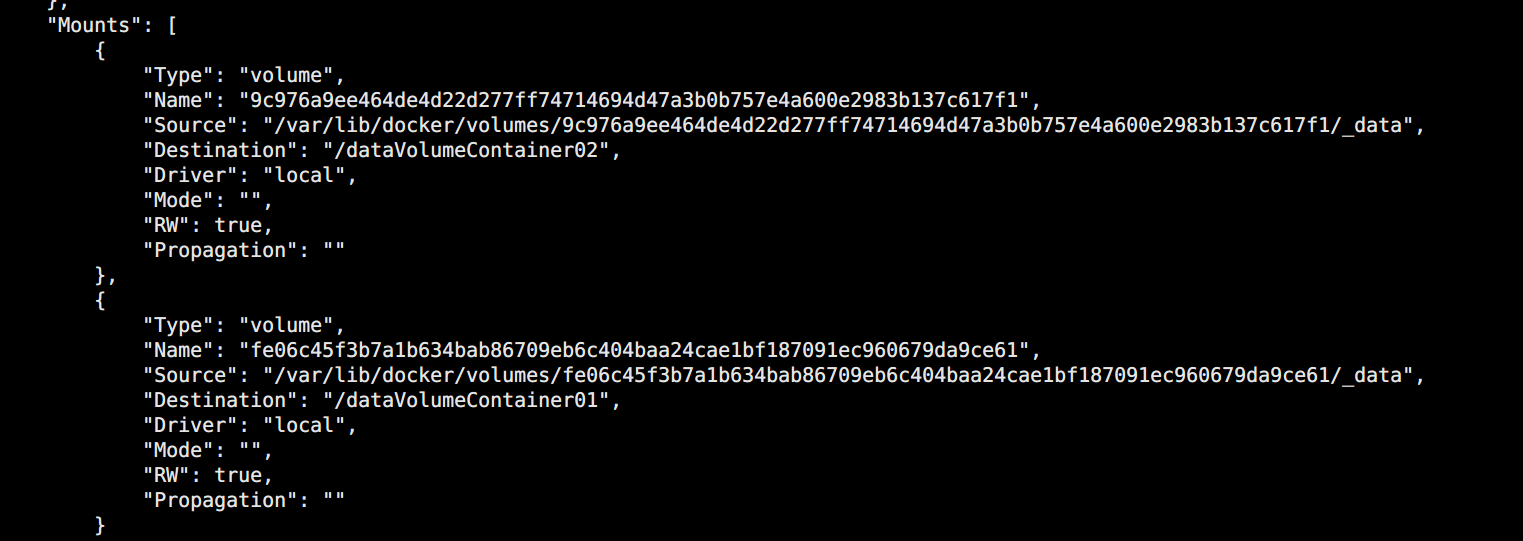 },
"Mounts": [
{
"Type": "volume",
"Name": "9c976a9ee464de4d22d277ff74714694d47a3b0b757e4a600e2983b137c617f1",
"Source": "/var/lib/docker/volumes/9c976a9ee464de4d22d277ff74714694d47a3b0b757e4a600e2983b137c617f1/_data",
"Destination": "/dataVolumeContainer02",
"Driver": "local",
"Mode": "",
"RW": true,
"Propagation": ""
},
{
"Type": "volume",
"Name": "fe06c45f3b7a1b634bab86709eb6c404baa24cae1bf187091ec960679da9ce61",
"Source": "/var/lib/docker/volumes/fe06c45f3b7a1b634bab86709eb6c404baa24cae1bf187091ec960679da9ce61/_data",
"Destination": "/dataVolumeContainer01",
"Driver": "local",
"Mode": "",
"RW": true,
"Propagation": ""
}